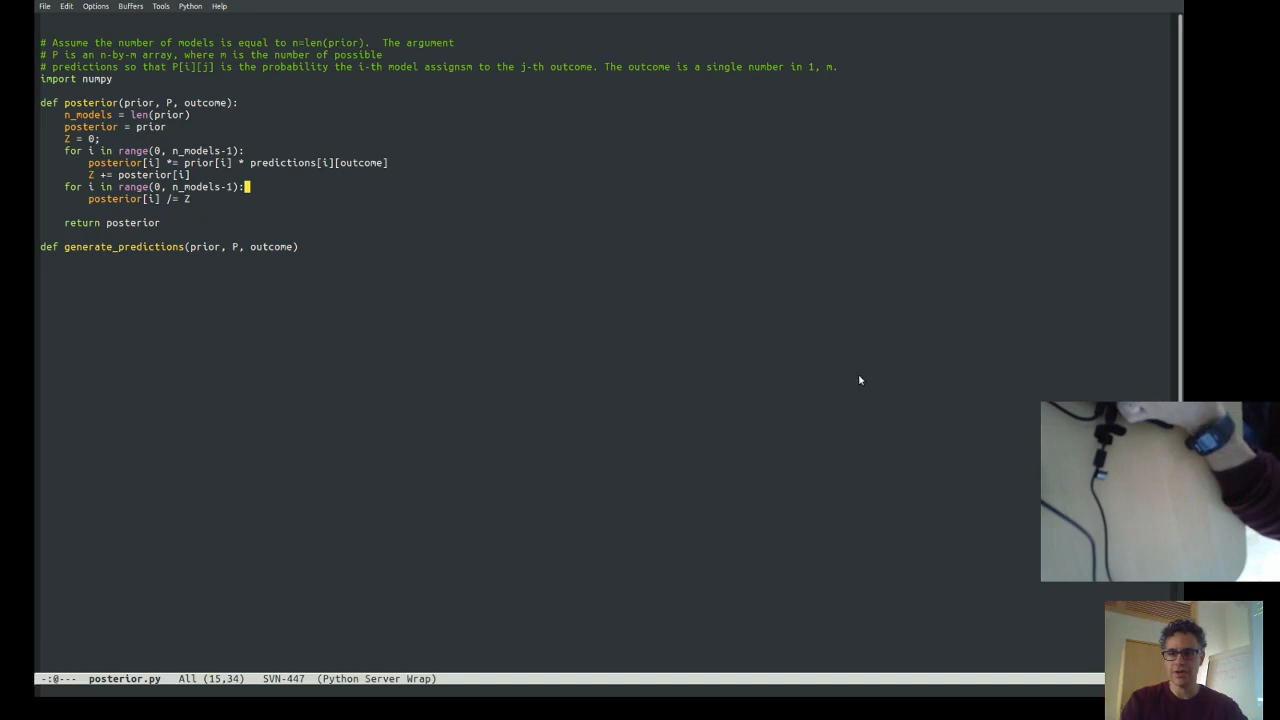 File Edit Options Buffers Tools Python Help
# Assume the number of models is equal to n=len(prior). The argument
# P is an n-by-m array, where m is the number of possible
# predictions so that P[i][j] is the probability the i-th model assignsm to the j-th outcome. The outcome is a single number in 1, m.
import numpy
def posterior(prior, P, outcome):
    n_models = len(prior)
    posterior = prior
    Z = 0;
    for i in range(0, n_models-1):
        posterior[i] *= prior[i] * predictions[i][outcome]
        Z += posterior[i]
    for i in range(0, n_models-1):
        posterior[i] /= Z
    return posterior
def generate_predictions(prior, P, outcome)
-:@--- posterior.py All (15,34) SVN-447 (Python Server Wrap)